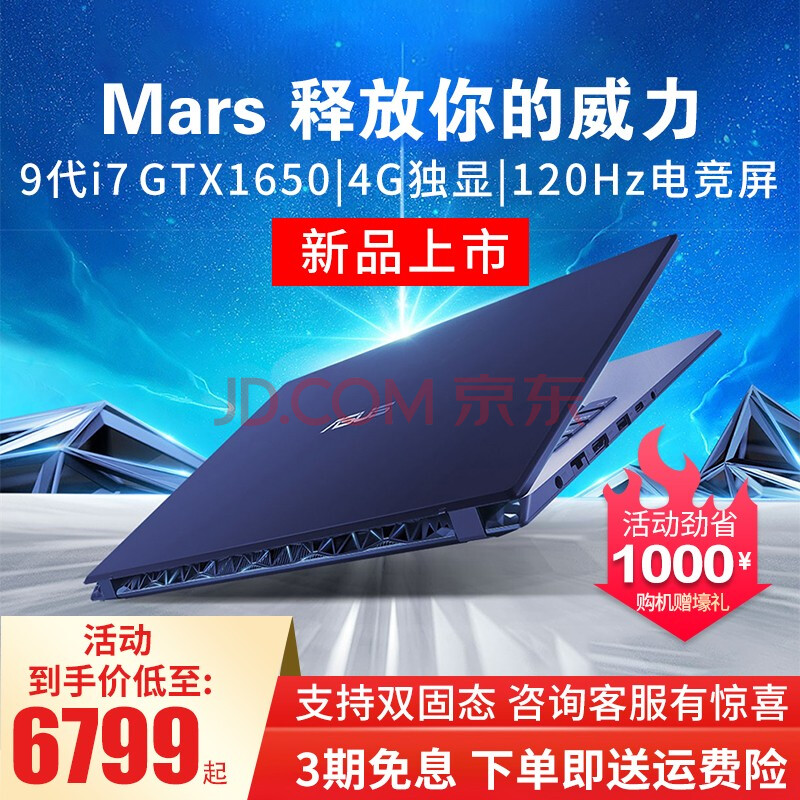 Mars 释放你的威力
9代i7 GTX1650|4G独显|120Hz电竞屏
新品上市
JD.COM 京东
ASUS
活动劲省
1000¥
购机赠壕礼
活动
到手价低至:
6799起
支持双固态 咨询客服有惊喜
3期免息 下单即送运费险